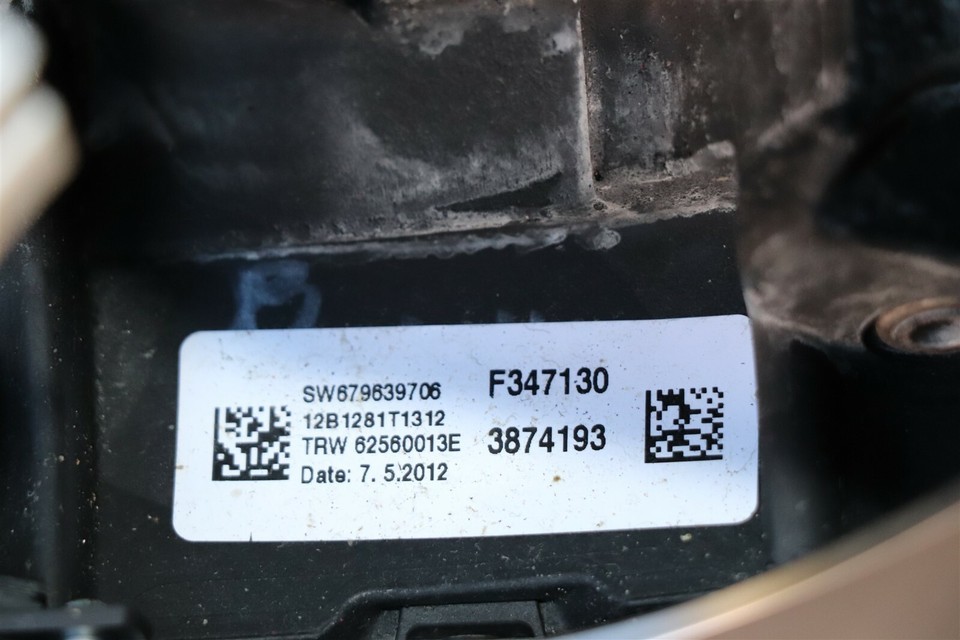 SW679639706
12B1281T1312
TRW 62560013E
Date: 7. 5.2012
F347130
3874193